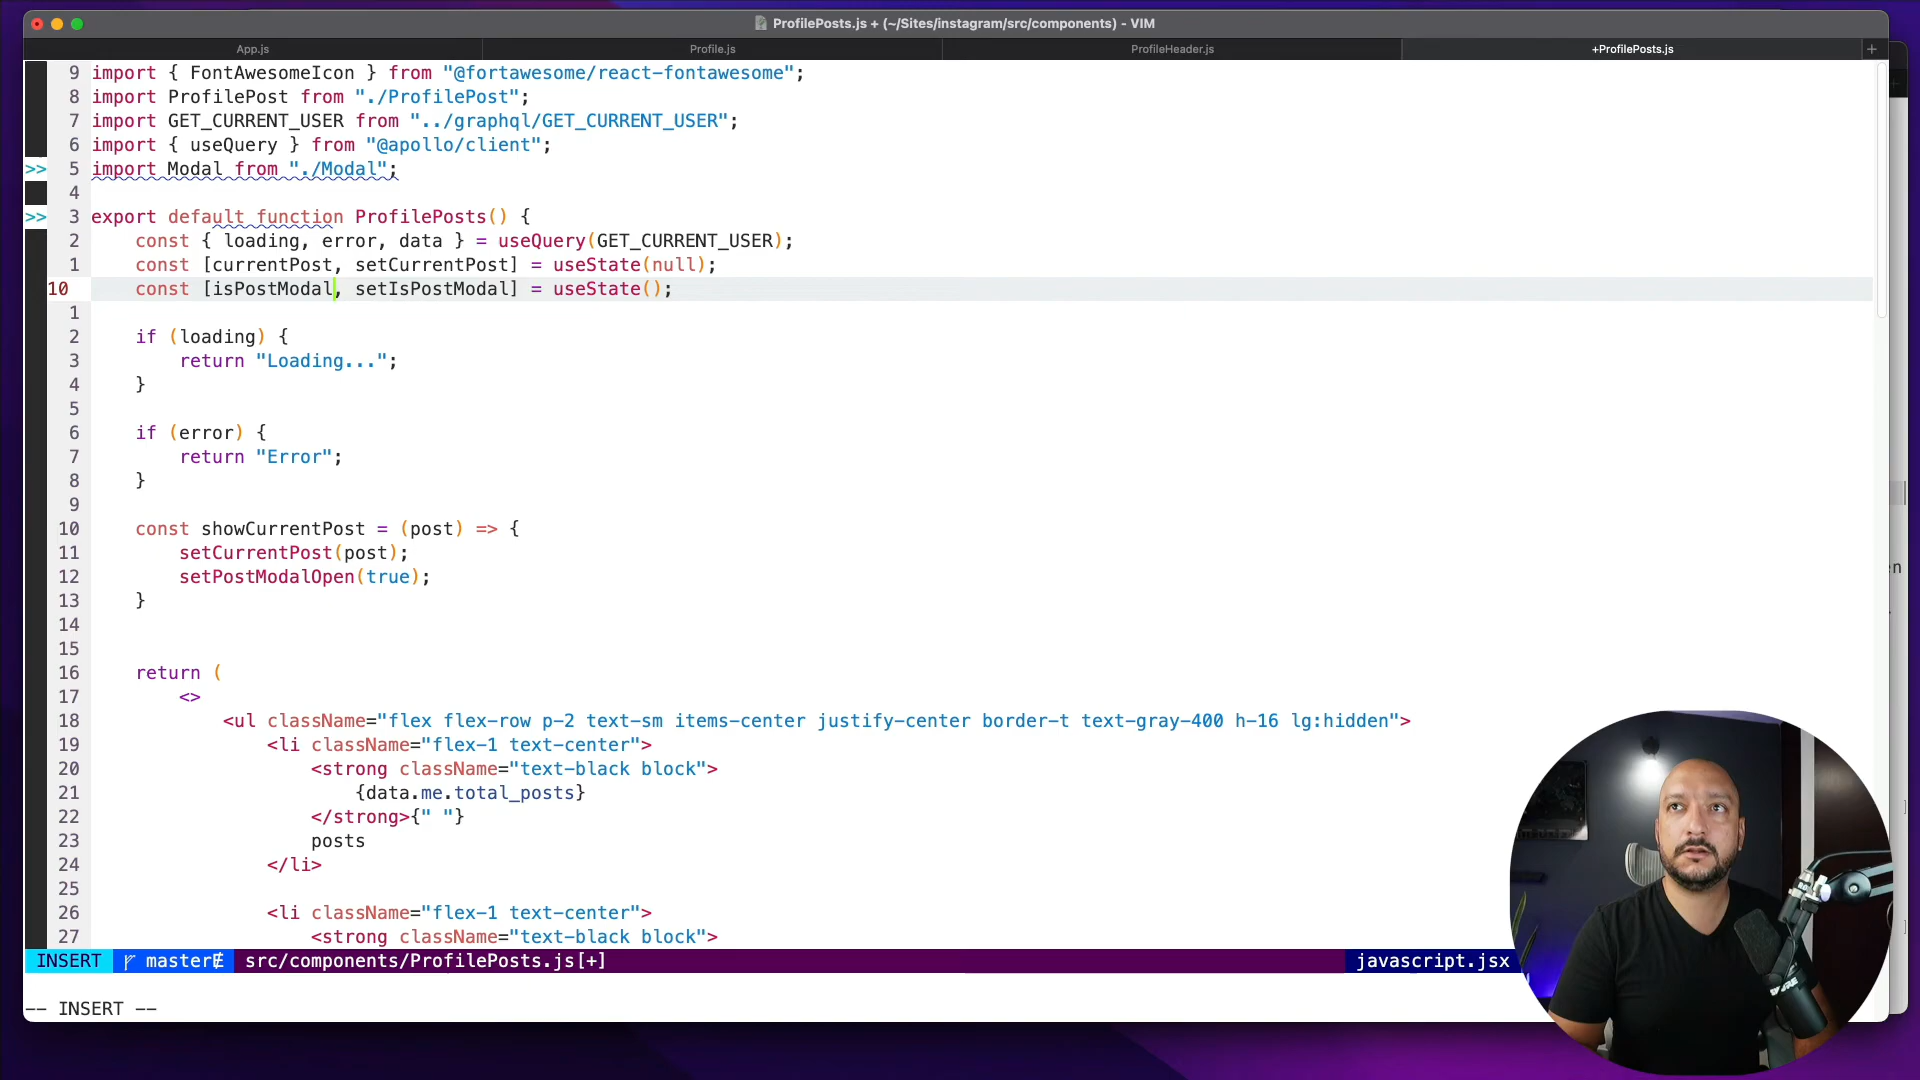 ProfilePosts.js + (~/Sites/instagram/src/components) - VIM
App.js Profile.js ProfileHeader.js +ProfilePosts.js +
9 import { FontAwesomeIcon } from "@fortawesome/react-fontawesome";
8 import ProfilePost from "./ProfilePost";
7 import GET_CURRENT_USER from "../graphql/GET_CURRENT_USER";
6 import { useQuery } from "@apollo/client";
>> 5 import Modal from "./Modal";
4
>> 3 export default function ProfilePosts() {
2 const { loading, error, data } = useQuery(GET_CURRENT_USER);
1 const [currentPost, setCurrentPost] = useState(null);
10 const [isPostModal, setIsPostModal] = useState();
1
2 if (loading) {
3 return "Loading...";
4 }
5
6 if (error) {
7 return "Error";
8 }
9
10 const showCurrentPost = (post) => {
11 setCurrentPost(post);
12 setPostModalOpen(true);
13 }
14
15
16 return (
17 <>
18 <ul className="flex flex-row p-2 text-sm items-center justify-center border-t text-gray-400 h-16 lg:hidden">
19 <li className="flex-1 text-center">
20 <strong className="text-black block">
21 {data.me.total_posts}
22 </strong>{" "}
23 posts
24 </li>
25
26 <li className="flex-1 text-center">
27 <strong className="text-black block">
INSERT master src/components/ProfilePosts.js[+] javascript.jsx
-- INSERT --
en